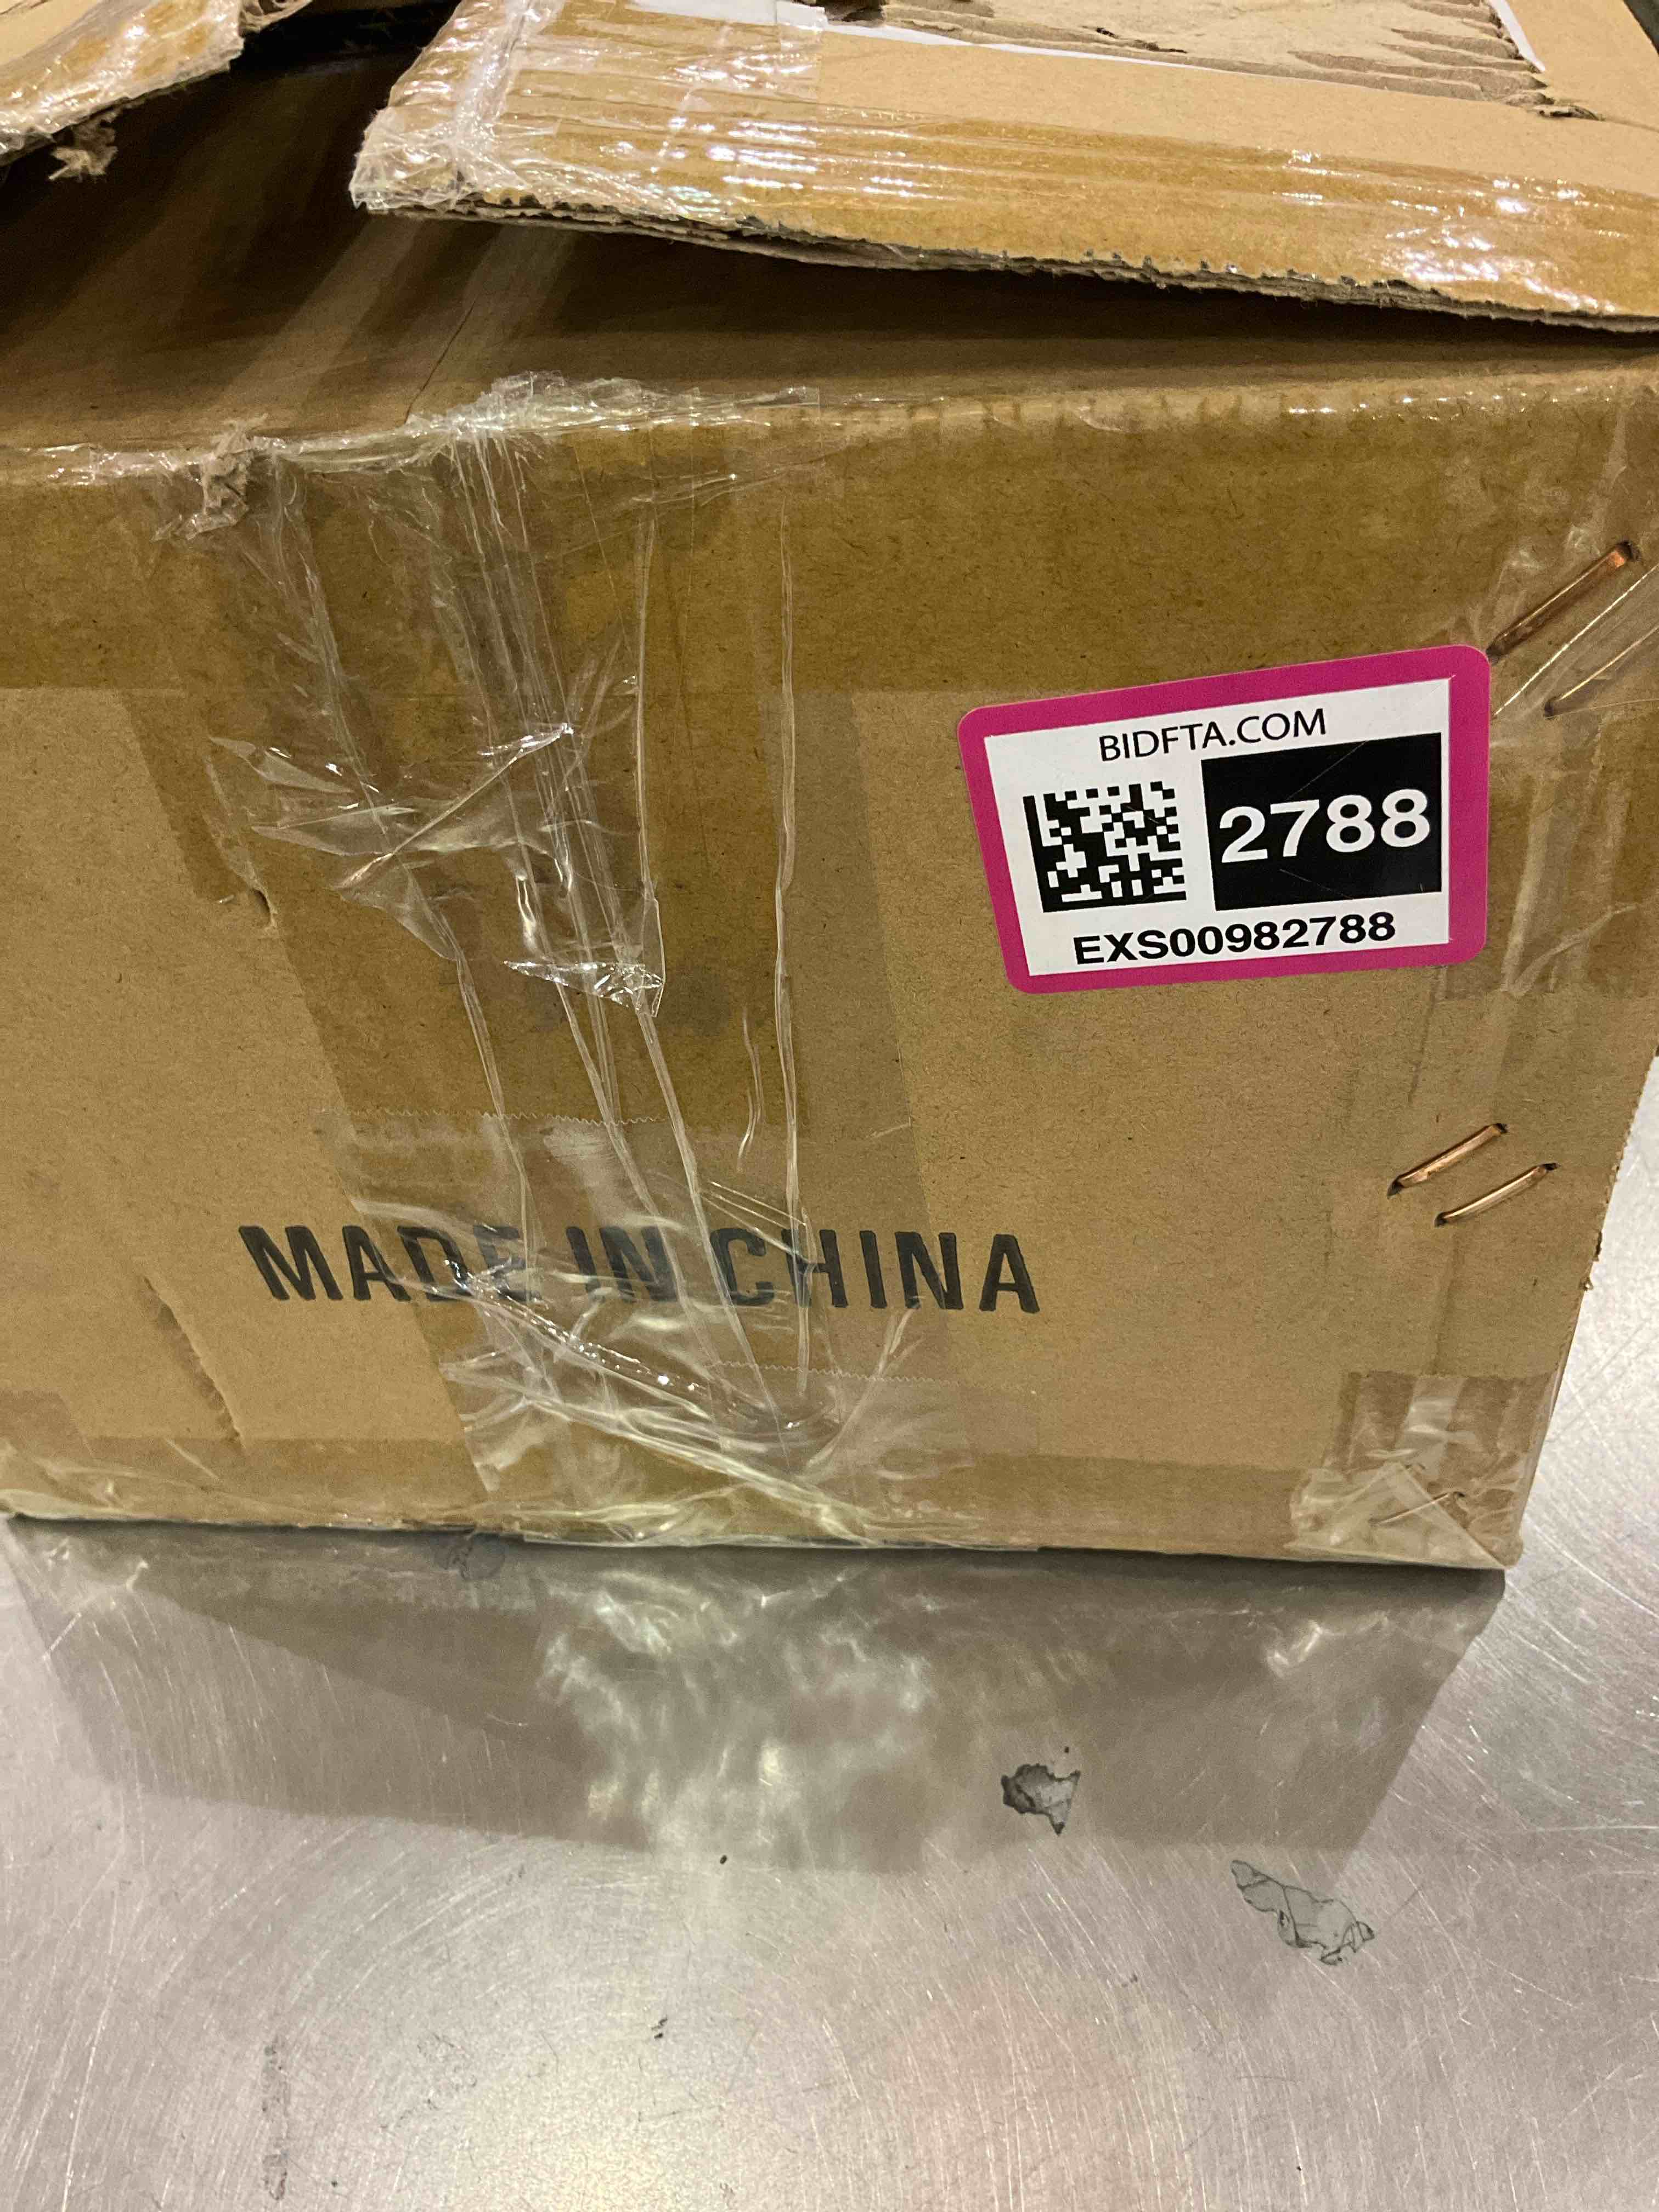 BIDFTA.COM
2788
EXS00982788
MADE IN CHINA